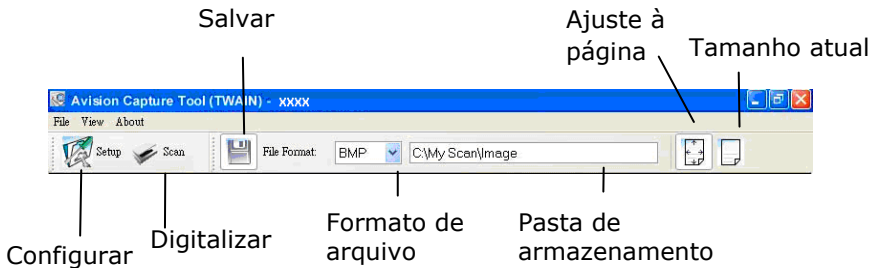 Salvar
Ajuste à
página
Tamanho atual
Avision Capture Tool (TWAIN) - xxxx
File View About
Setup Scan File Format: BMP C:\My Scan\Image
Configurar
Digitalizar
Formato de
arquivo
Pasta de
armazenamento